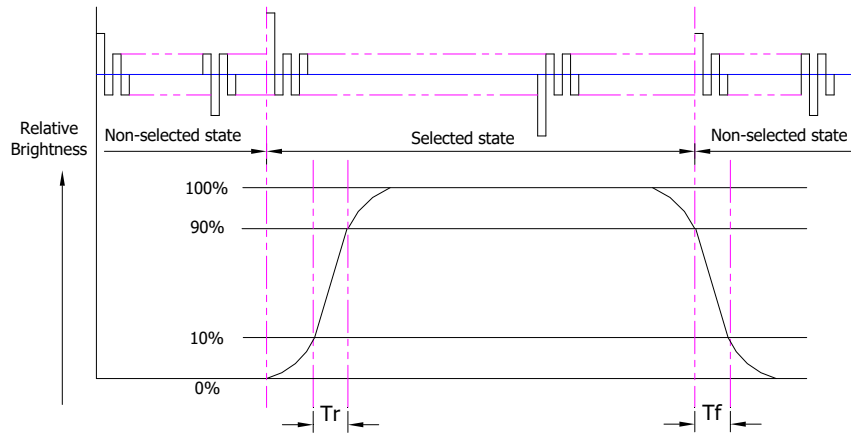 Relative
Brightness
Non-selected state
Selected state
Non-selected state
100%
90%
10%
0%
Tr
Tf